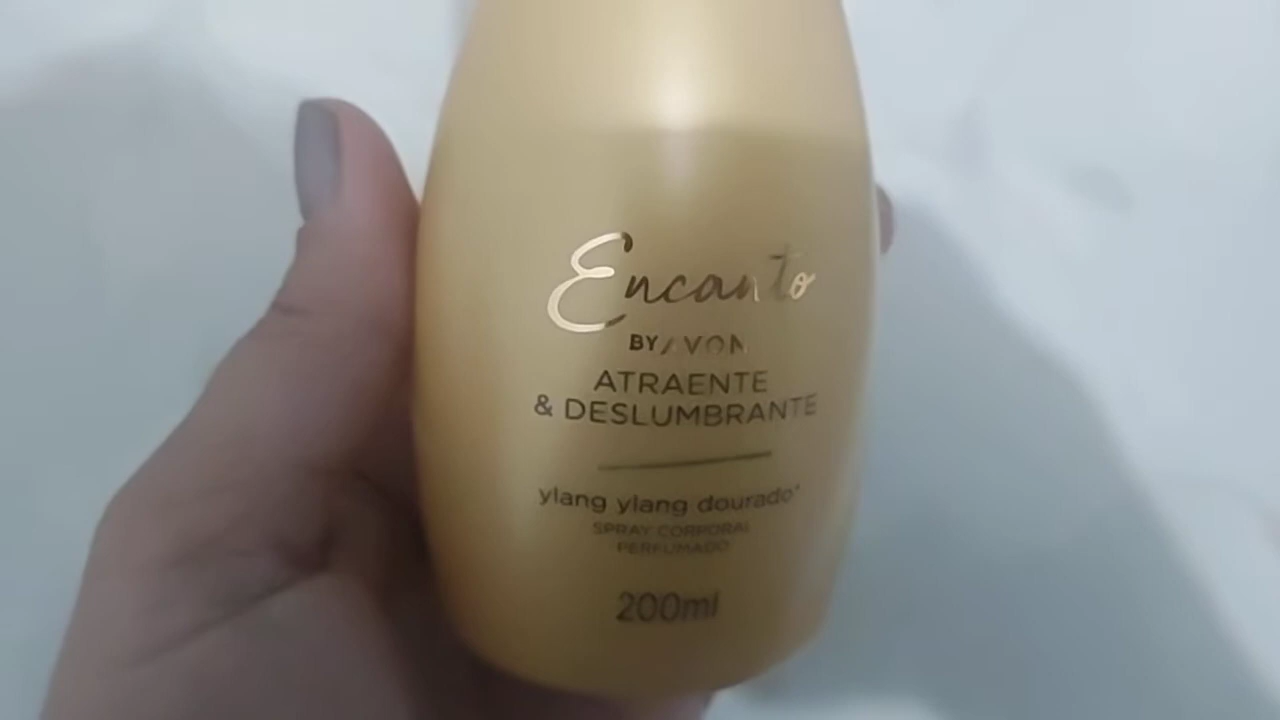 Encanto
BY AVON
ATRAENTE
& DESLUMBRANTE
ylang ylang dourado*
SPRAY CORPORAL
PERFUMADO
200ml